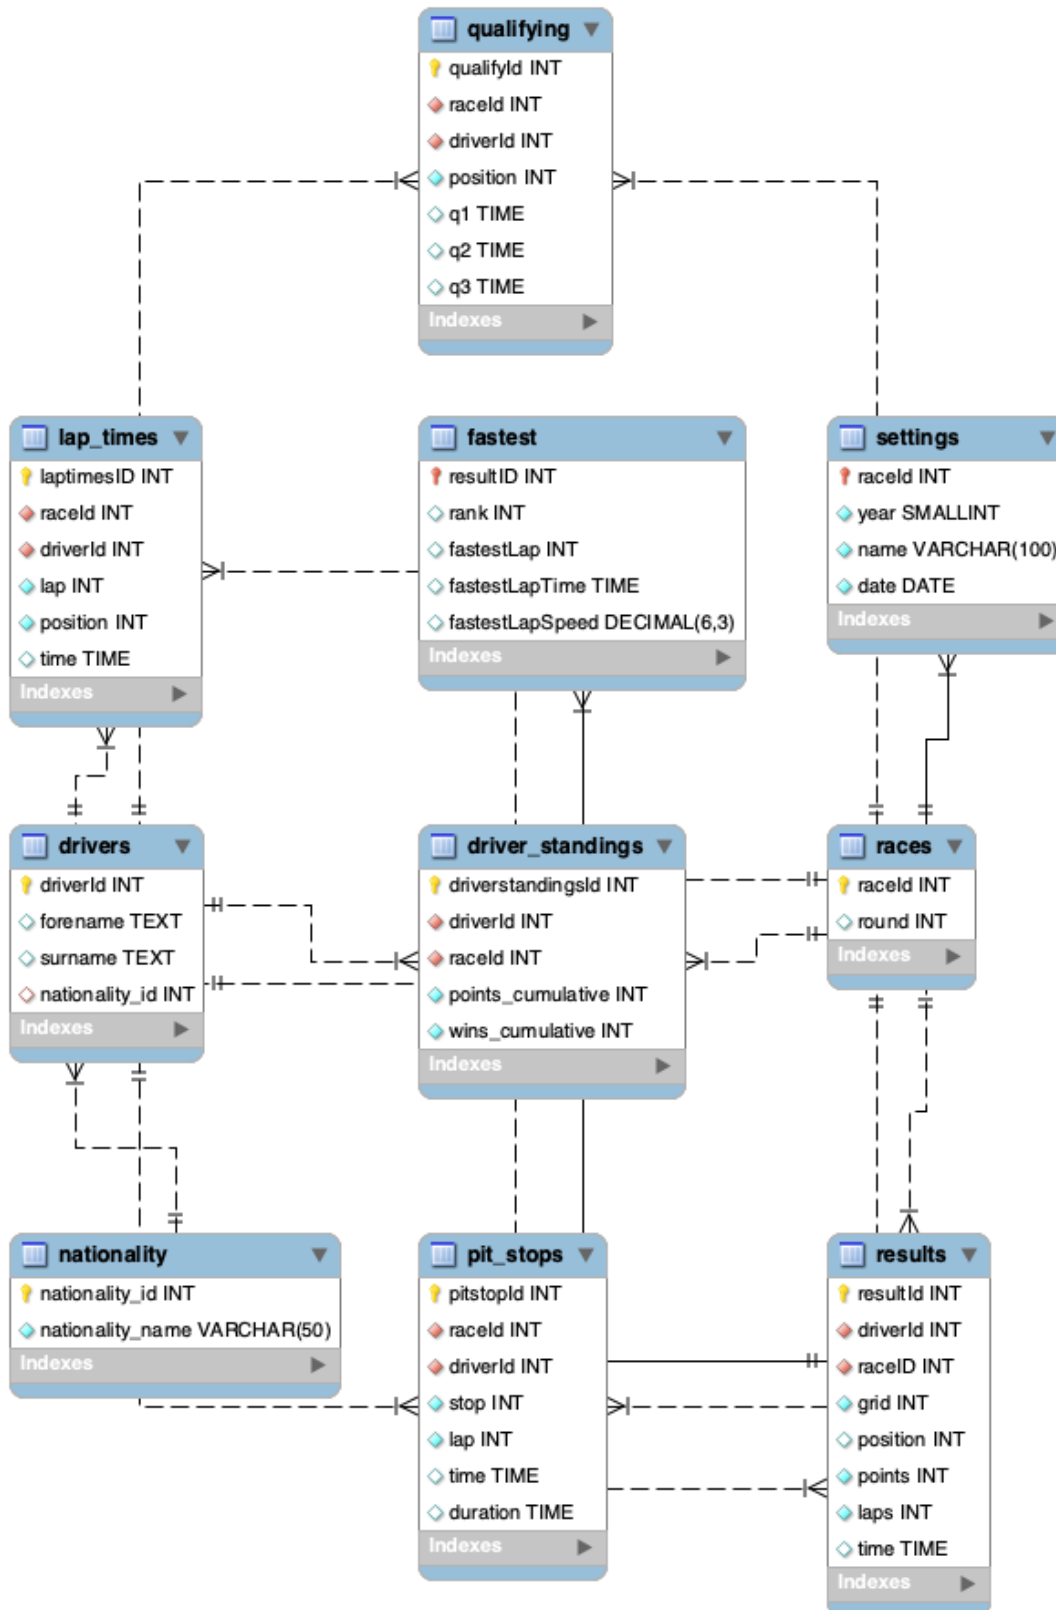 qualifying
qualifyId INT
raceId INT
driverId INT
position INT
q1 TIME
q2 TIME
q3 TIME
Indexes
lap_times
laptimesID INT
raceId INT
driverId INT
lap INT
position INT
time TIME
Indexes
fastest
resultID INT
rank INT
fastestLap INT
fastestLapTime TIME
fastestLapSpeed DECIMAL(6,3)
Indexes
settings
raceId INT
year SMALLINT
name VARCHAR(100)
date DATE
Indexes
drivers
driverId INT
forename TEXT
surname TEXT
nationality_id INT
Indexes
driver_standings
driverstandingsId INT
driverId INT
raceId INT
points_cumulative INT
wins_cumulative INT
Indexes
races
raceId INT
round INT
Indexes
nationality
nationality_id INT
nationality_name VARCHAR(50)
Indexes
pit_stops
pitstopId INT
raceId INT
driverId INT
stop INT
lap INT
time TIME
duration TIME
Indexes
results
resultId INT
driverId INT
raceID INT
grid INT
position INT
points INT
laps INT
time TIME
Indexes